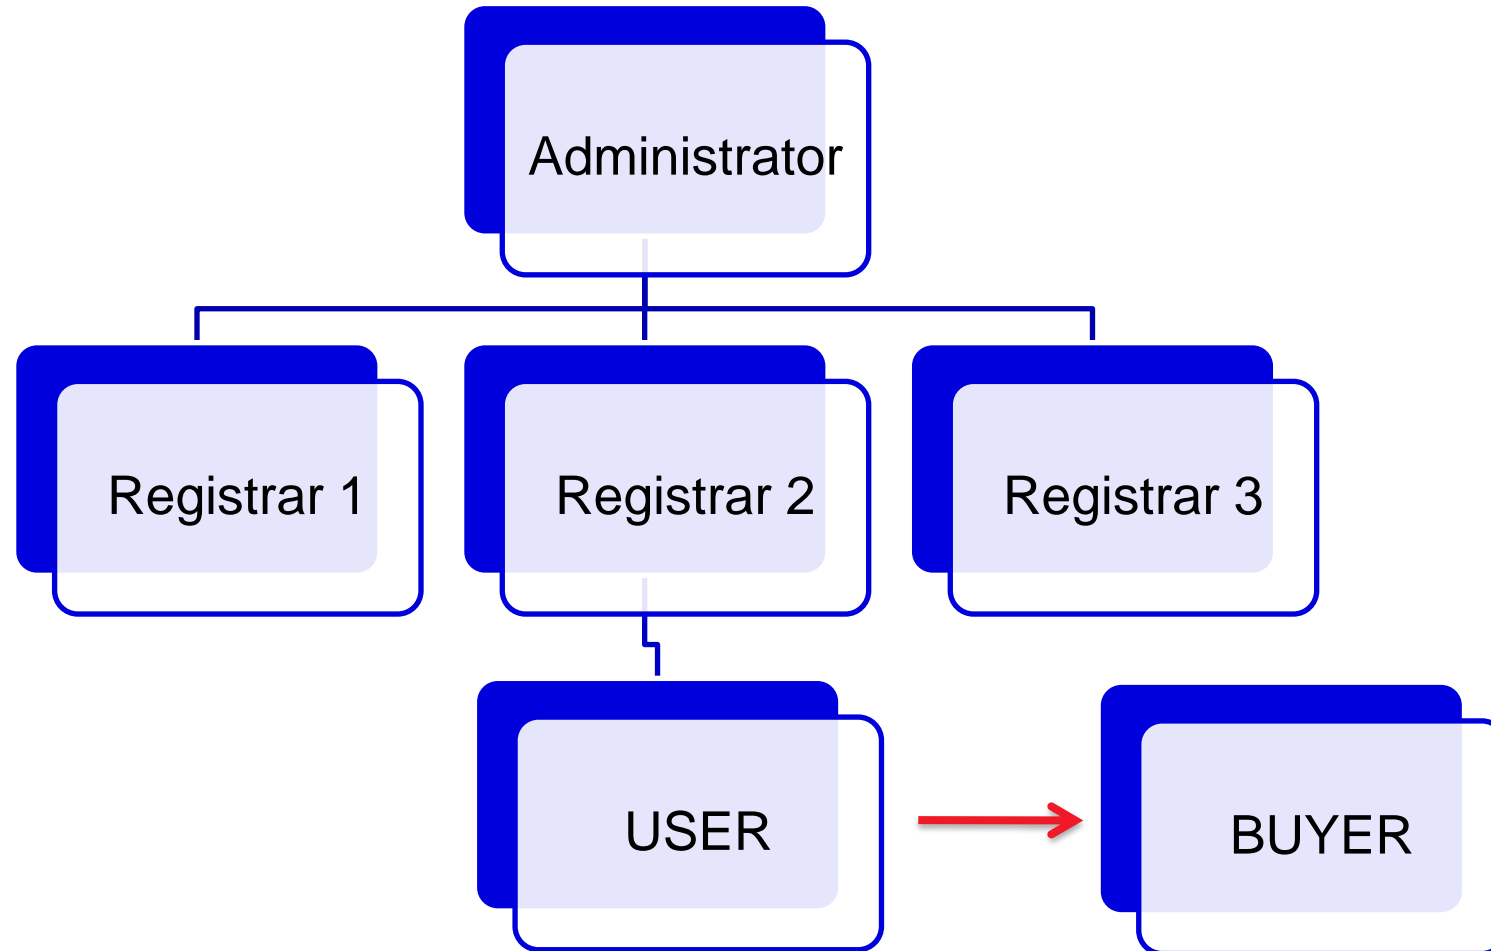 Administrator
Registrar 1
Registrar 2
Registrar 3
USER
BUYER